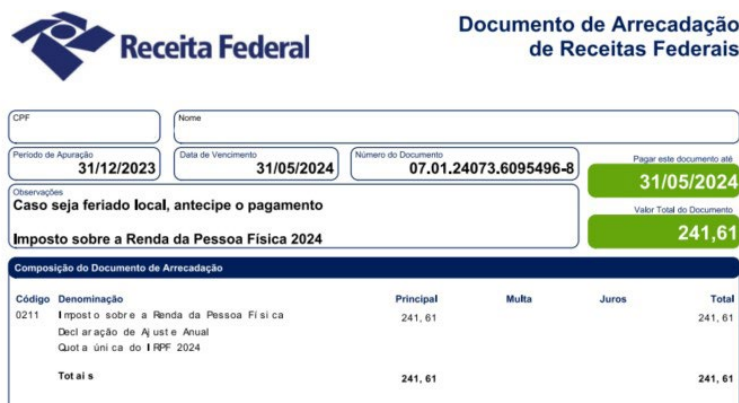 Receita Federal
Documento de Arrecadação
de Receitas Federais
CPF
Nome
Período de Apuração
31/12/2023
Data de Vencimento
31/05/2024
Número do Documento
07.01.24073.6095496-8
Pagar este documento até
31/05/2024
Observações
Caso seja feriado local, antecipe o pagamento
Imposto sobre a Renda da Pessoa Física 2024
Valor Total do Documento
241,61
Composição do Documento de Arrecadação
Código Denominação Principal Multa Juros Total
0211 Imposto sobre a Renda da Pessoa Física 241,61 241,61
Declaração de Ajuste Anual
Quota única do IRPF 2024
Totais 241,61 241,61